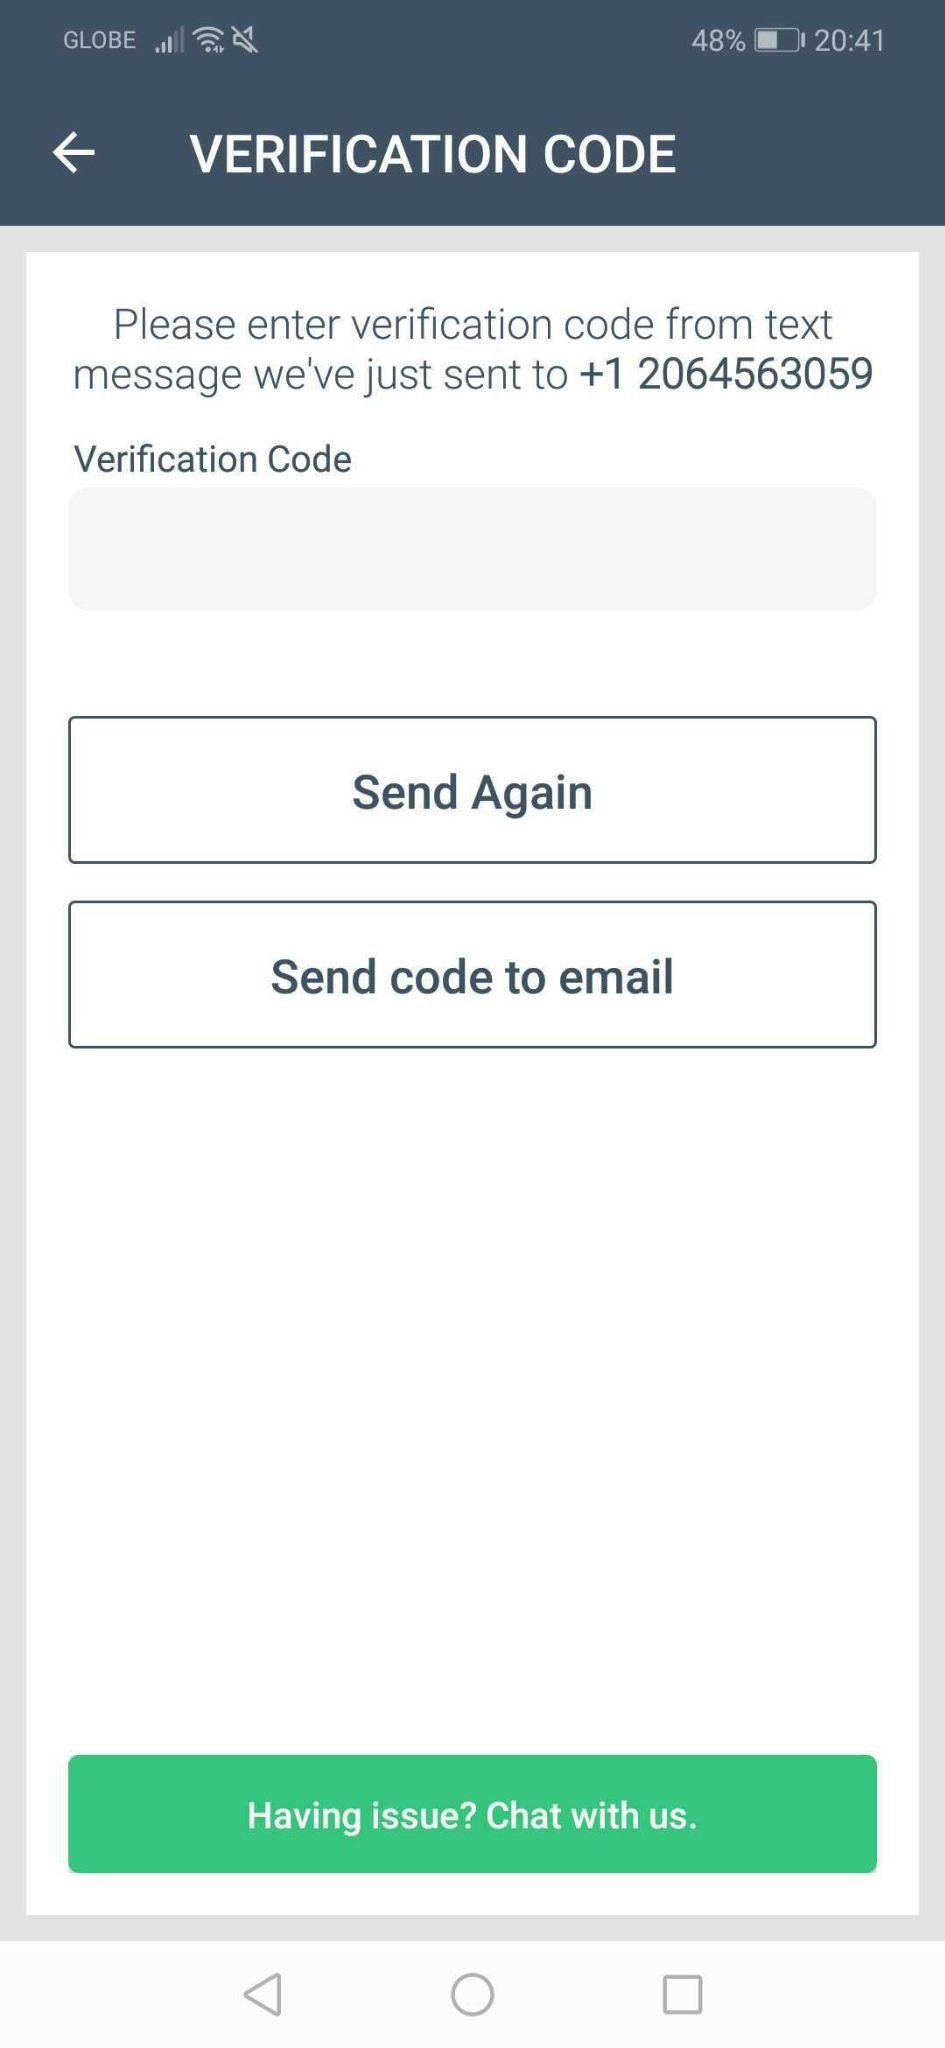 GLOBE 48% 20:41
VERIFICATION CODE
Please enter verification code from text
message we've just sent to +1 2064563059
Verification Code
Send Again
Send code to email
Having issue? Chat with us.